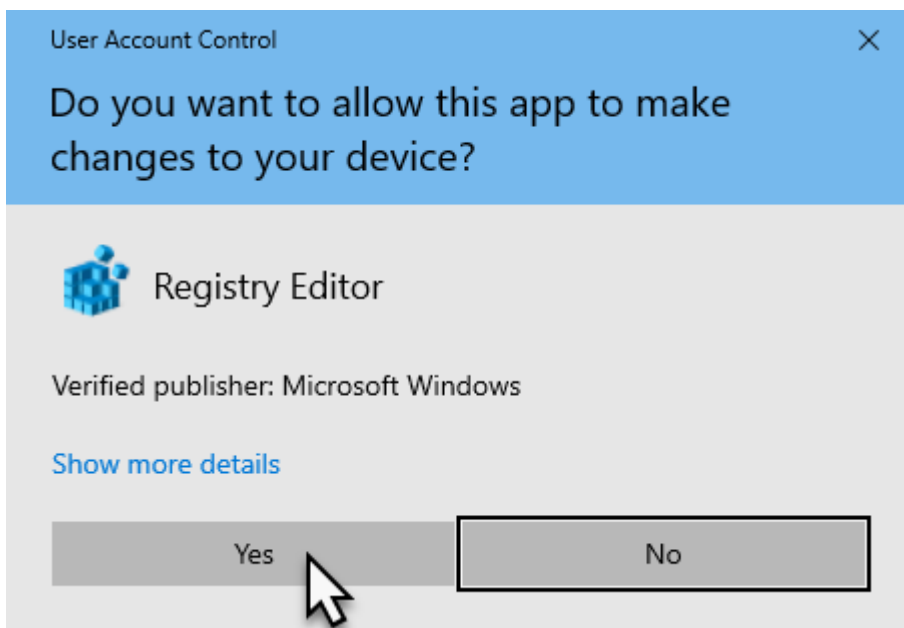 User Account Control
Do you want to allow this app to make
changes to your device?
Registry Editor
Verified publisher: Microsoft Windows
Show more details
Yes
No